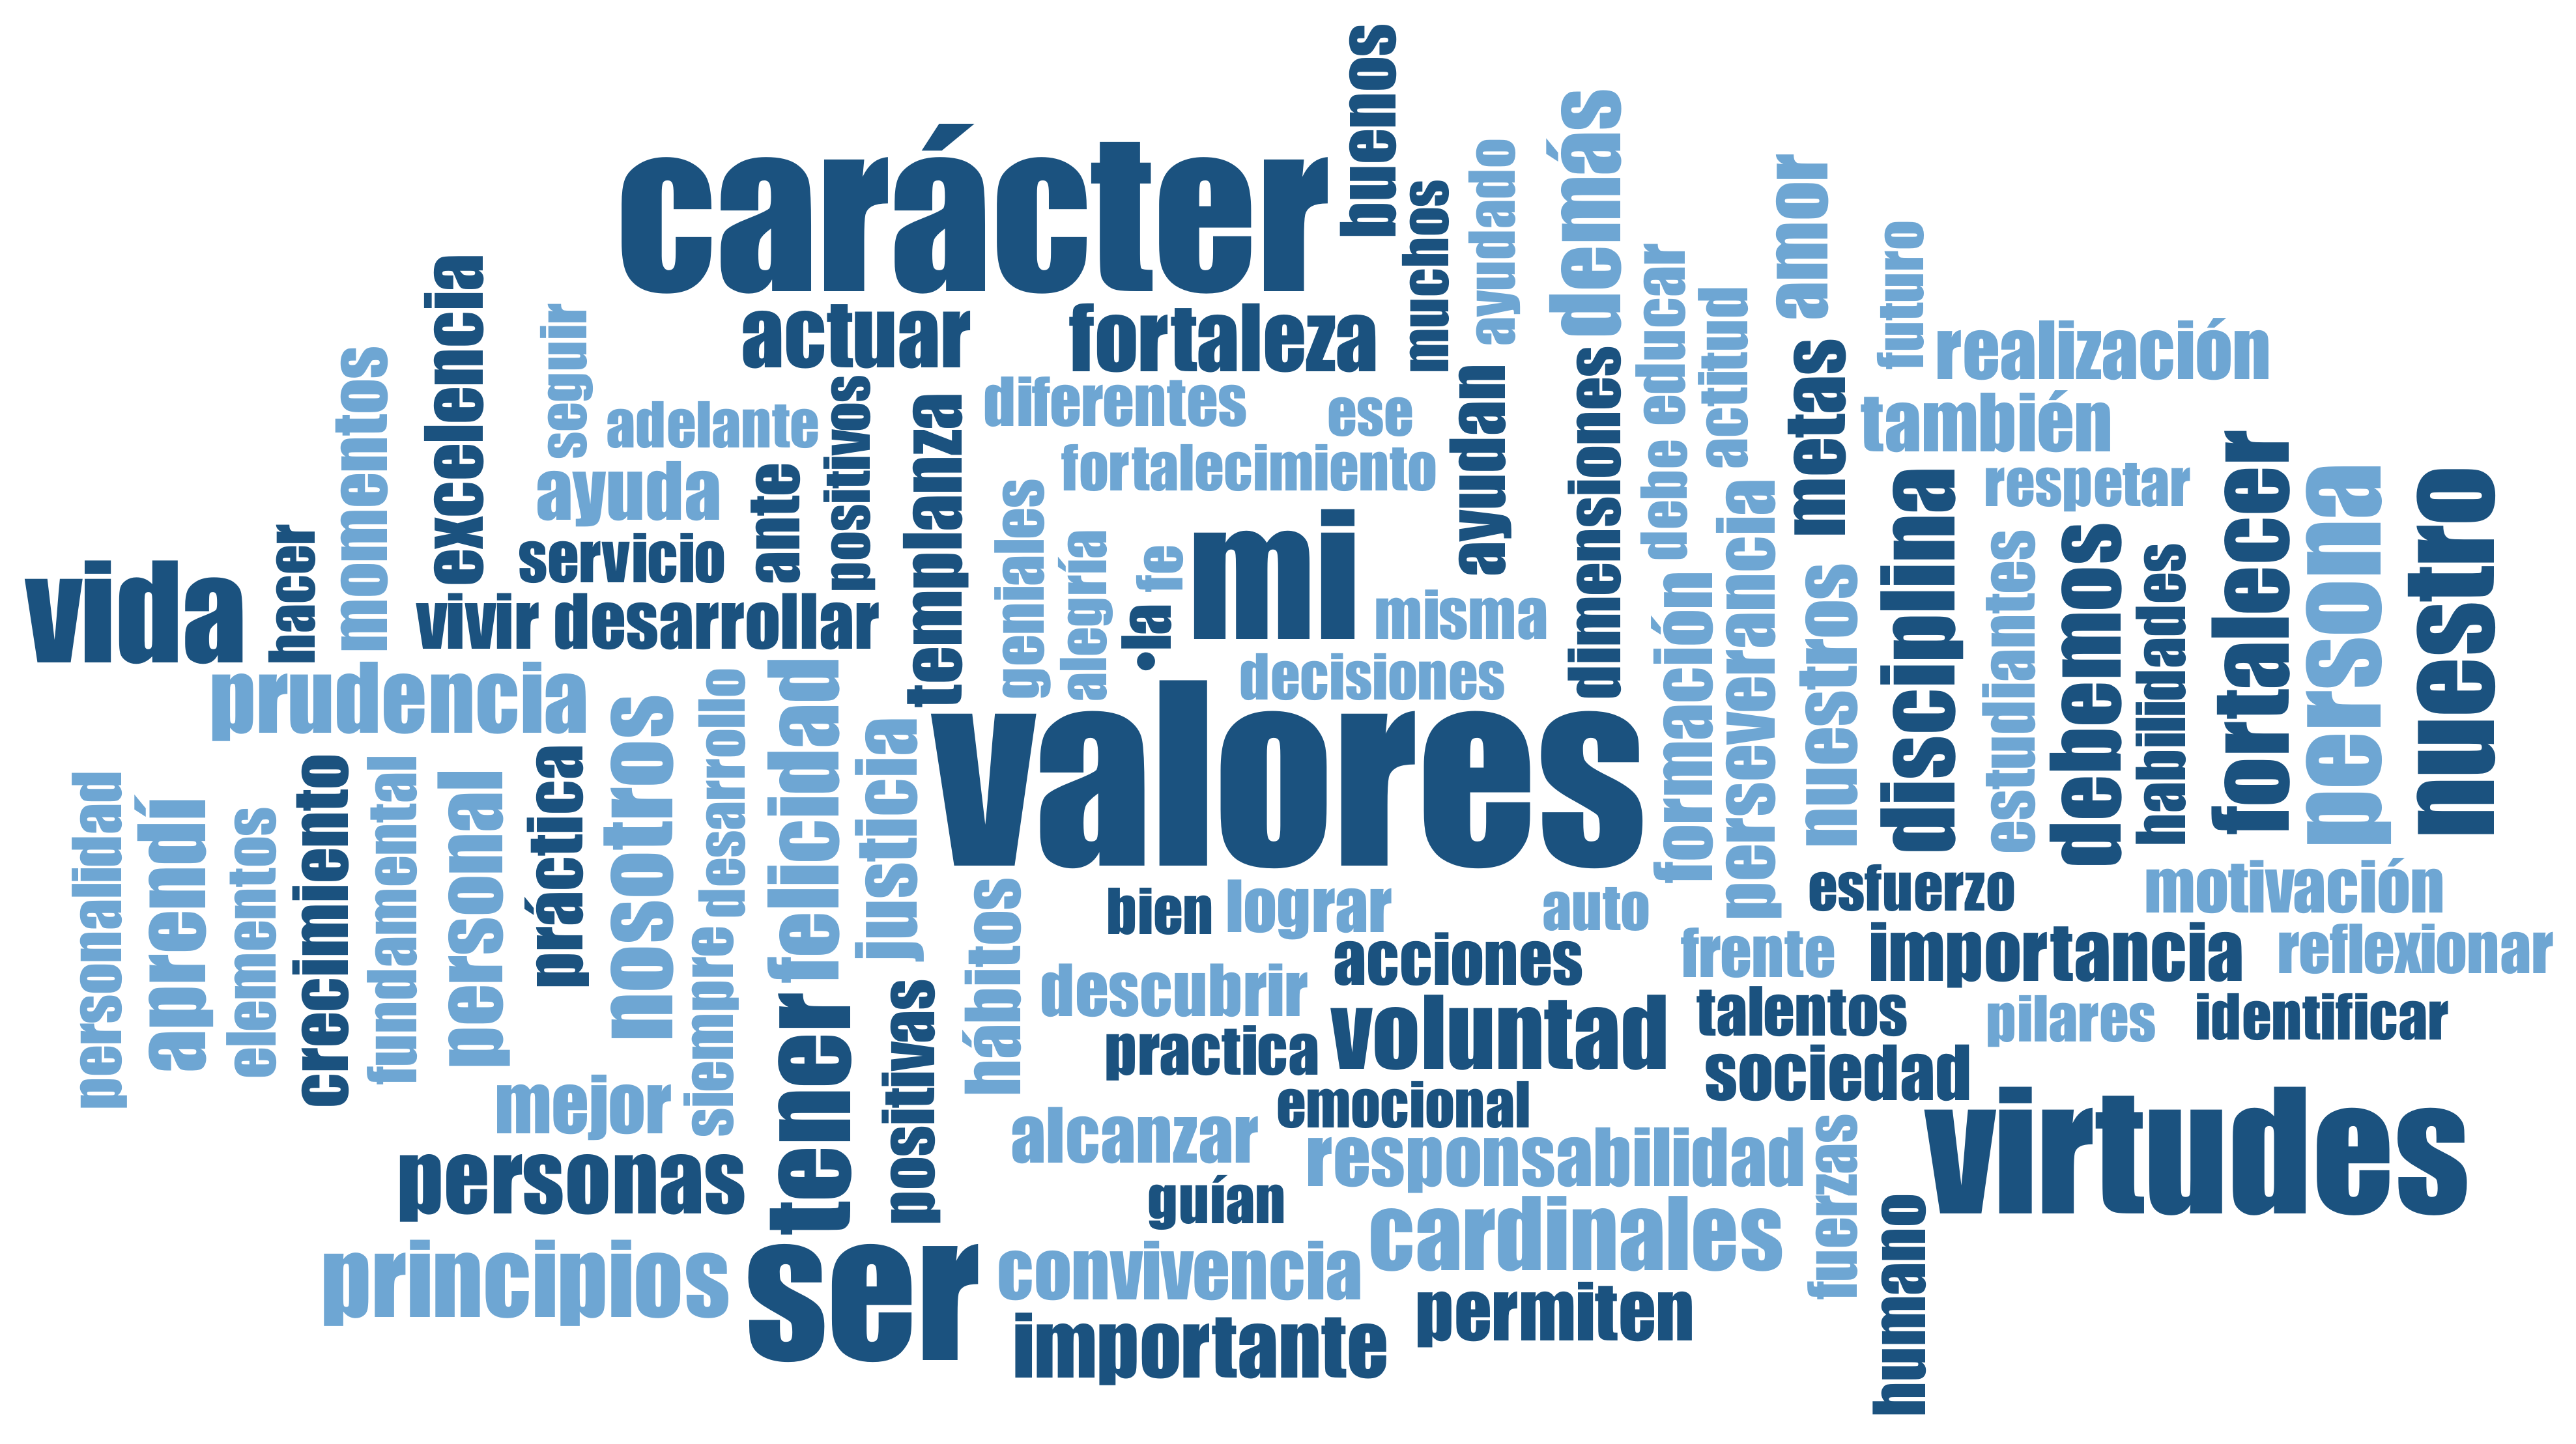 buenos
carácter
muchos
ayudado
demás
amor
futuro
excelencia
seguir
actuar
fortaleza
educar
actitud
realización
momentos
adelante
positivos
templanza
diferentes
ese
ayudan
dimensiones
debe
metas
también
ayuda
ante
fortalecimiento
disciplina
respetar
fortalecer
persona
nuestro
vida
hacer
servicio
geniales
alegría
•la
fe
mi
misma
formación
perseverancia
nuestros
estudiantes
debemos
habilidades
vivir
desarrollar
decisiones
prudencia
nosotros
desarrollo
felicidad
justicia
valores
personalidad
aprendí
elementos
crecimiento
fundamental
personal
práctica
siempre
hábitos
bien
lograr
auto
esfuerzo
motivación
acciones
frente
importancia
reflexionar
descubrir
tener
positivas
practica
voluntad
talentos
pilares
identificar
mejor
emocional
sociedad
personas
alcanzar
responsabilidad
fuerzas
virtudes
guían
cardinales
humano
principios
ser
convivencia
importante
permiten